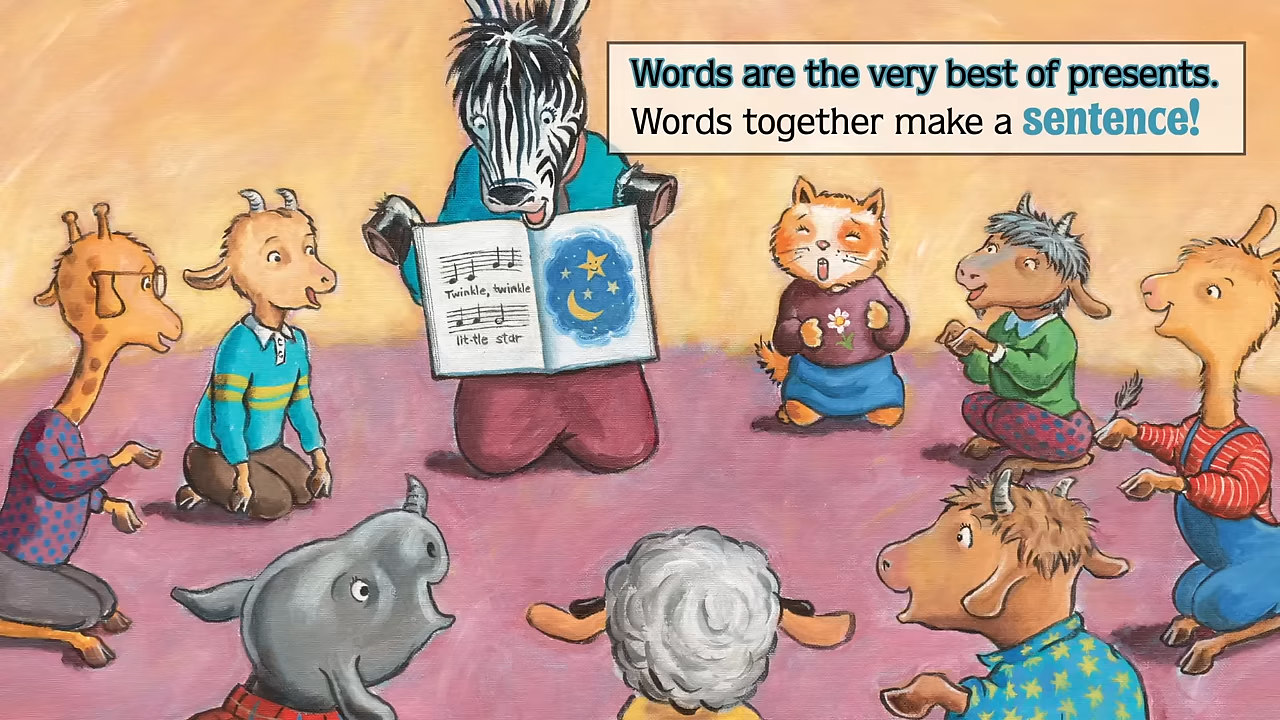 Words are the very best of presents.
Words together make a sentence!
Twinkle, twinkle
lit-tle star